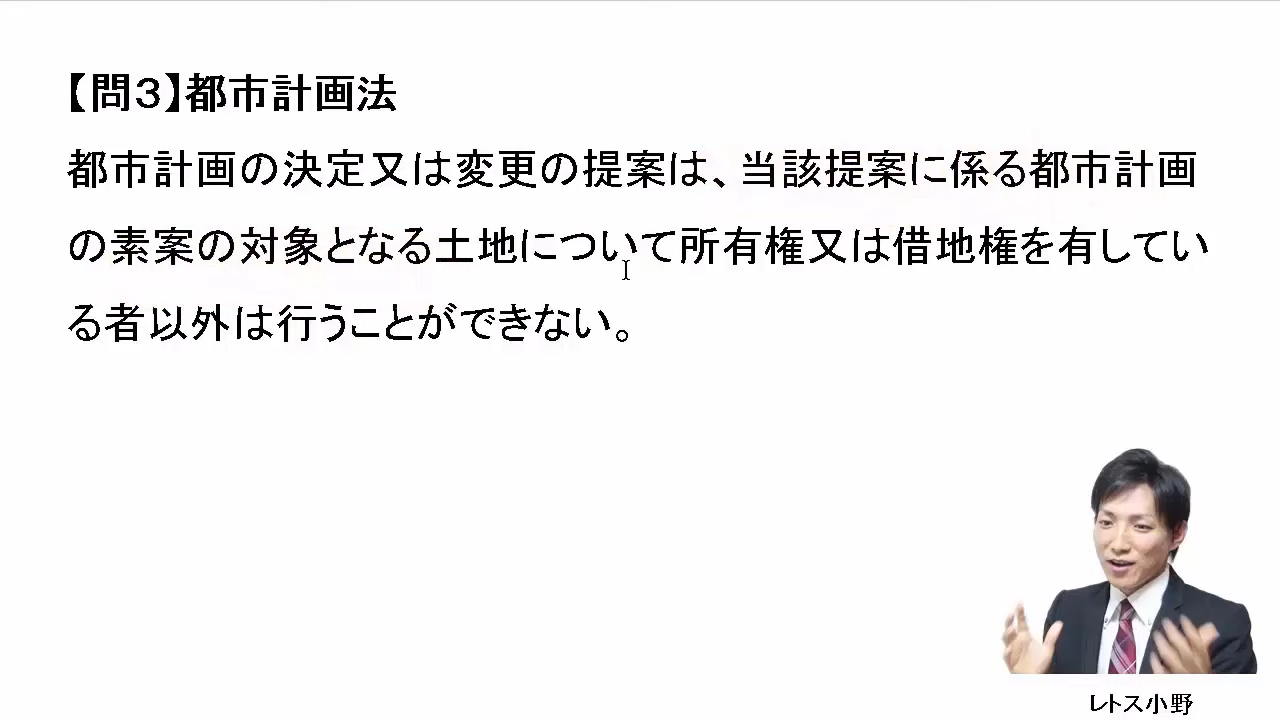 【問３】都市計画法
都市計画の決定又は変更の提案は、当該提案に係る都市計画
の素案の対象となる土地について所有権又は借地権を有してい
る者以外は行うことができない。
レトス小野